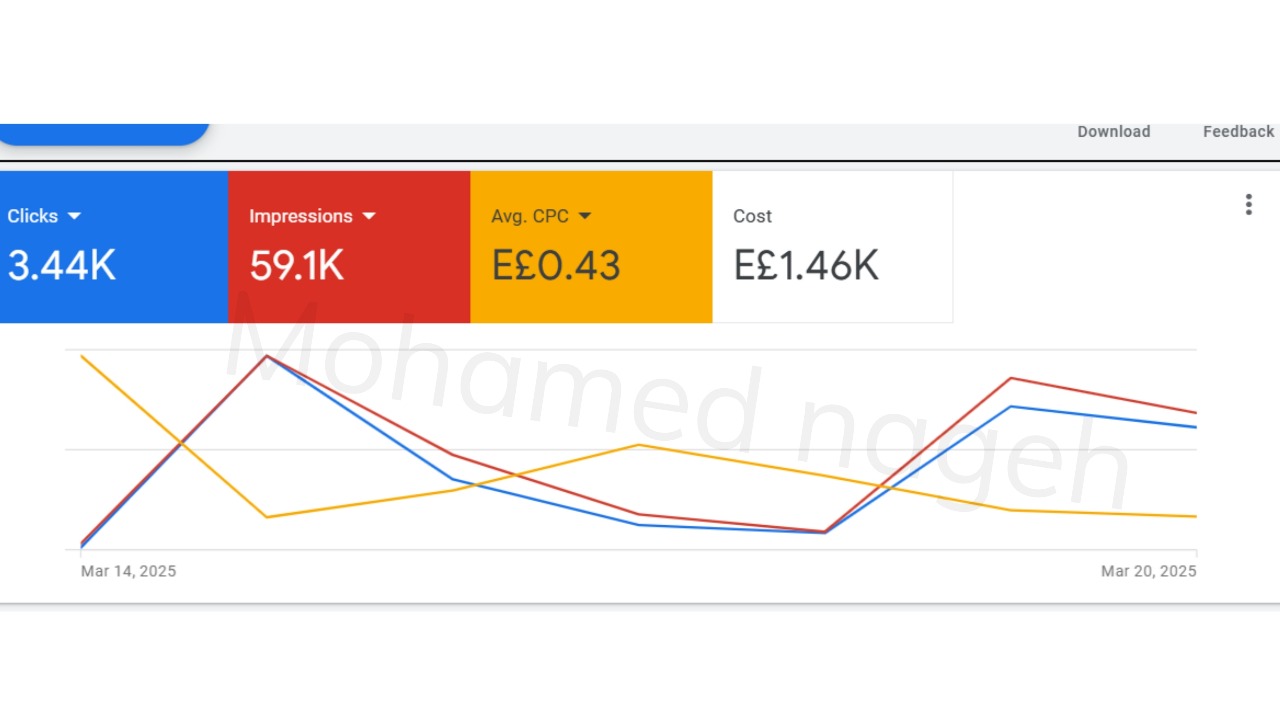 Download Feedback
Clicks Impressions Avg. CPC Cost
3.44K 59.1K E£0.43 E£1.46K
Mohamed nageh
Mar 14, 2025 Mar 20, 2025